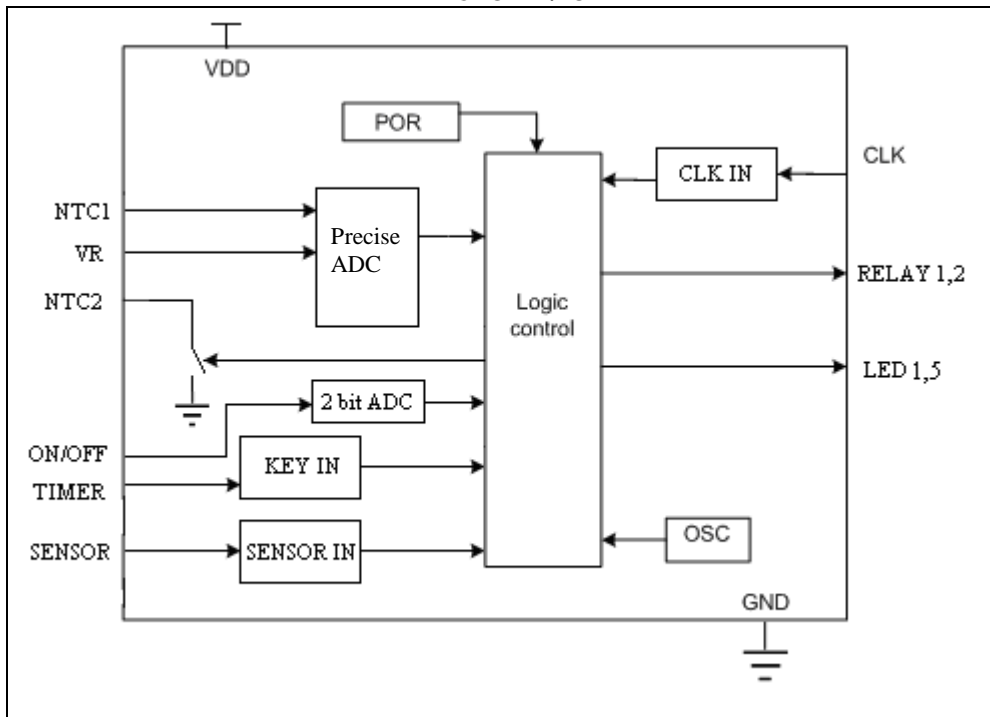 VDD
POR
CLK
CLK IN
NTC1
Precise
ADC
VR
RELAY 1,2
NTC2
Logic
control
LED 1,5
2 bit ADC
ON/OFF
KEY IN
TIMER
OSC
SENSOR
SENSOR IN
GND